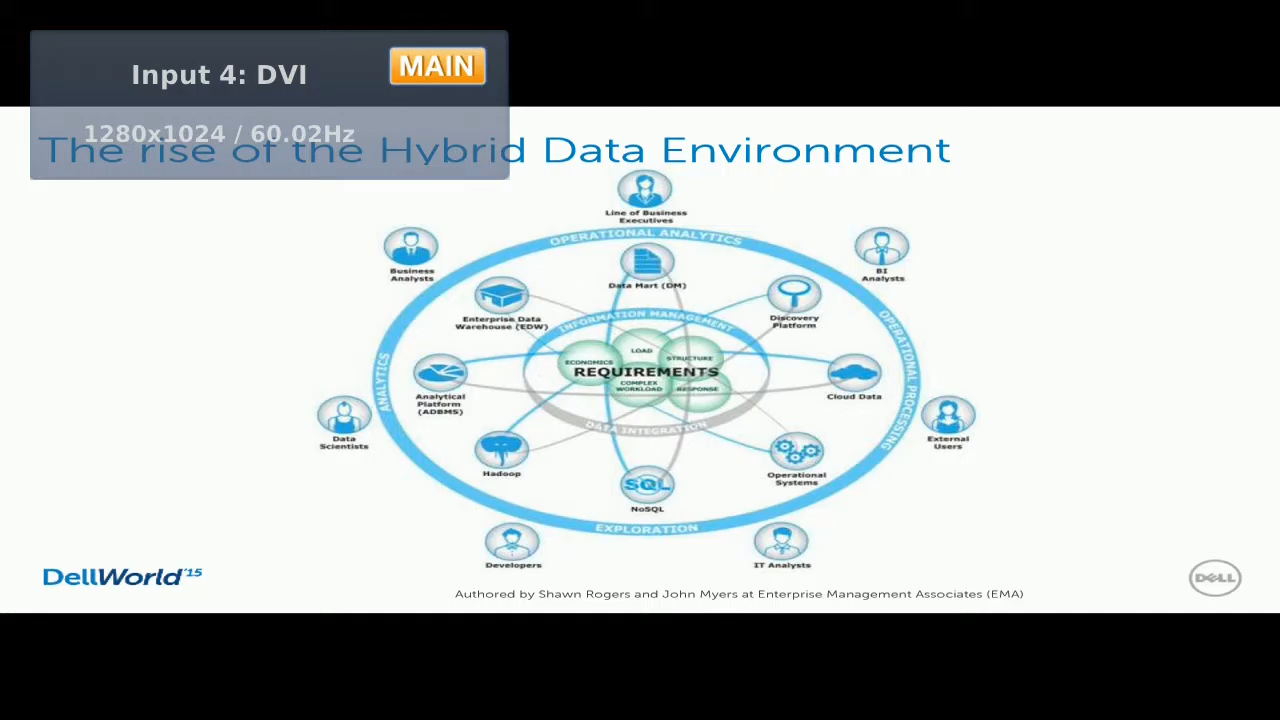 Input 4: DVI
MAIN
1280x1024 / 60.02Hz
The rise of the Hybrid Data Environment
Line of Business
Executives
OPERATIONAL ANALYTICS
Business
Analysts
BI
Analysts
Data Mart (DM)
Enterprise Data
Warehouse (EDW)
Discovery
Platform
INFORMATION MANAGEMENT
OPERATIONAL PROCESSING
ANALYTICS
LOAD
ECONOMICS
STRUCTURE
REQUIREMENTS
COMPLEX
WORKLOAD
RESPONSE
Analytical
Platform
(ADBMS)
Cloud Data
DATA INTEGRATION
Data
Scientists
External
Users
Hadoop
Operational
Systems
SQL
NoSQL
EXPLORATION
Developers
IT Analysts
DellWorld'15
DELL
Authored by Shawn Rogers and John Myers at Enterprise Management Associates (EMA)